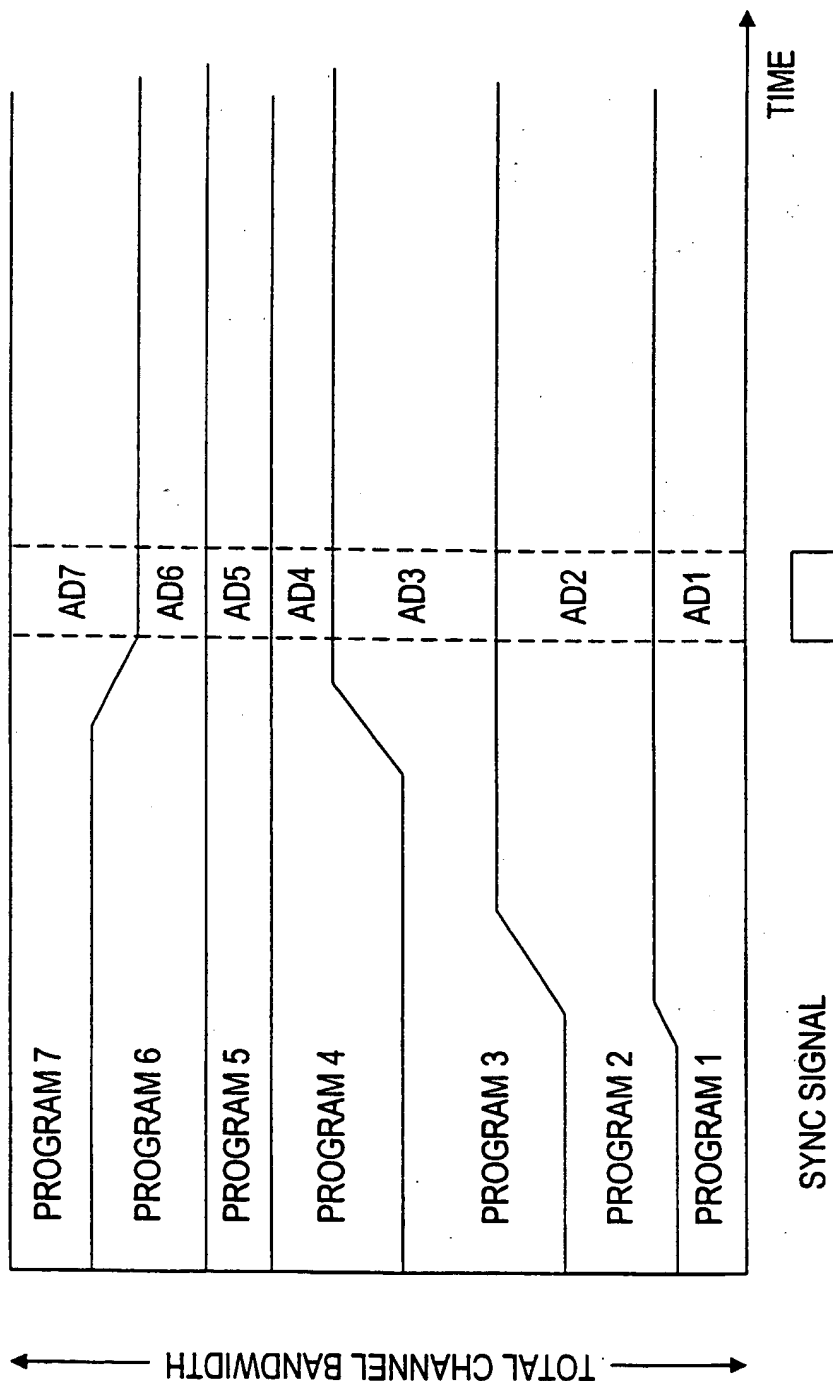 TOTAL CHANNEL BANDWIDTH
PROGRAM 7
AD7
PROGRAM 6
AD6
PROGRAM 5
AD5
PROGRAM 4
AD4
PROGRAM 3
AD3
PROGRAM 2
AD2
PROGRAM 1
AD1
TIME
SYNC SIGNAL